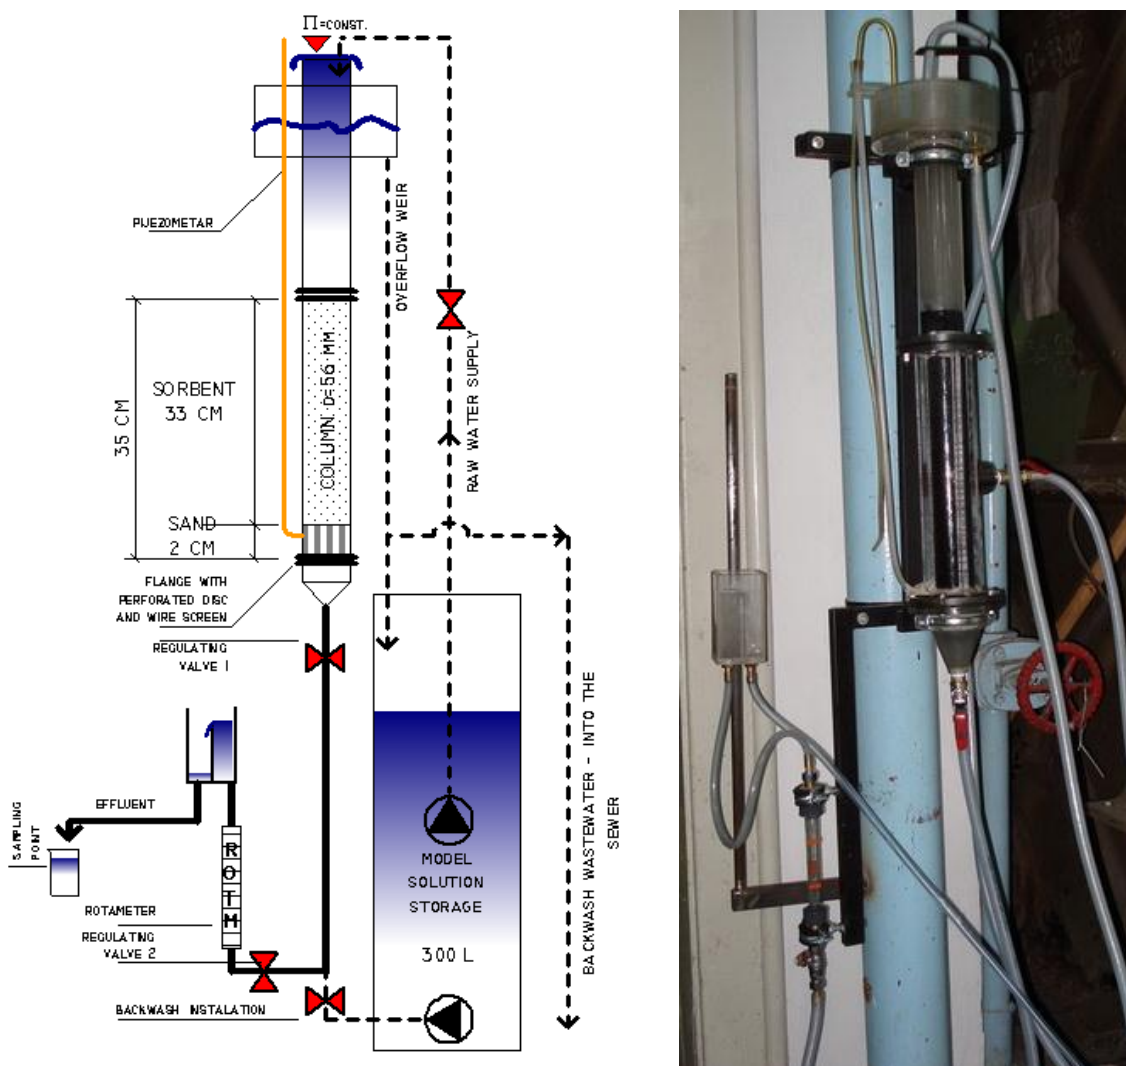 Π=CONST.
PIJEZOMETAR
OVERFLOW WEIR
RAW WATER SUPPLY
35 CM
SORBENT
33 CM
COLUMN, D=56 MM
SAND
2 CM
FLANGE WITH
PERFORATED DISC
AND WIRE SCREEN
REGULATING
VALVE 1
EFFLUENT
SAMPLING
POINT
ROTM
ROTAMETER
REGULATING
VALVE 2
BACKWASH INSTALATION
MODEL
SOLUTION
STORAGE
300 L
BACKWASH WASTEWATER - INTO THE
SEWER